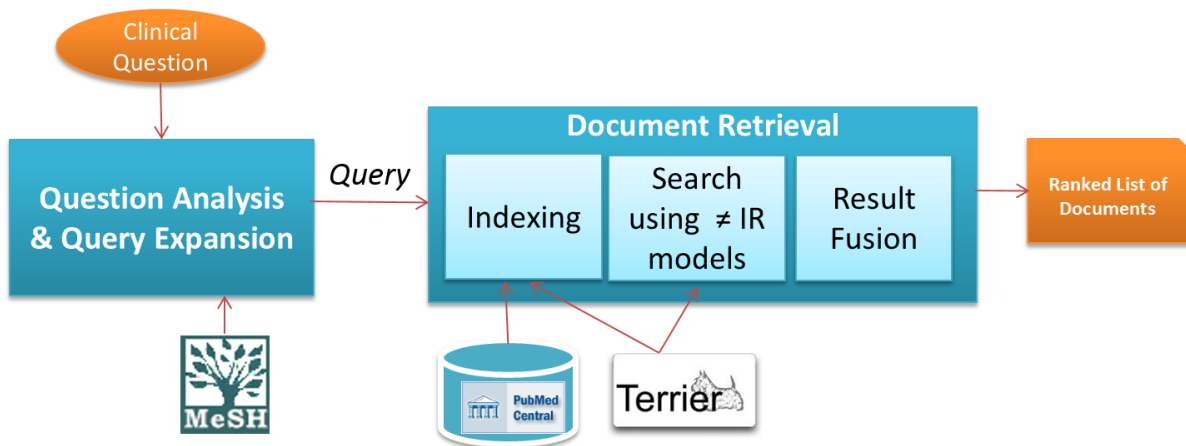 Clinical
Question
Question Analysis
& Query Expansion
Query
Document Retrieval
Indexing
Search
using ≠ IR
models
Result
Fusion
Ranked List of
Documents
MeSH
PubMed
Central
Terrier